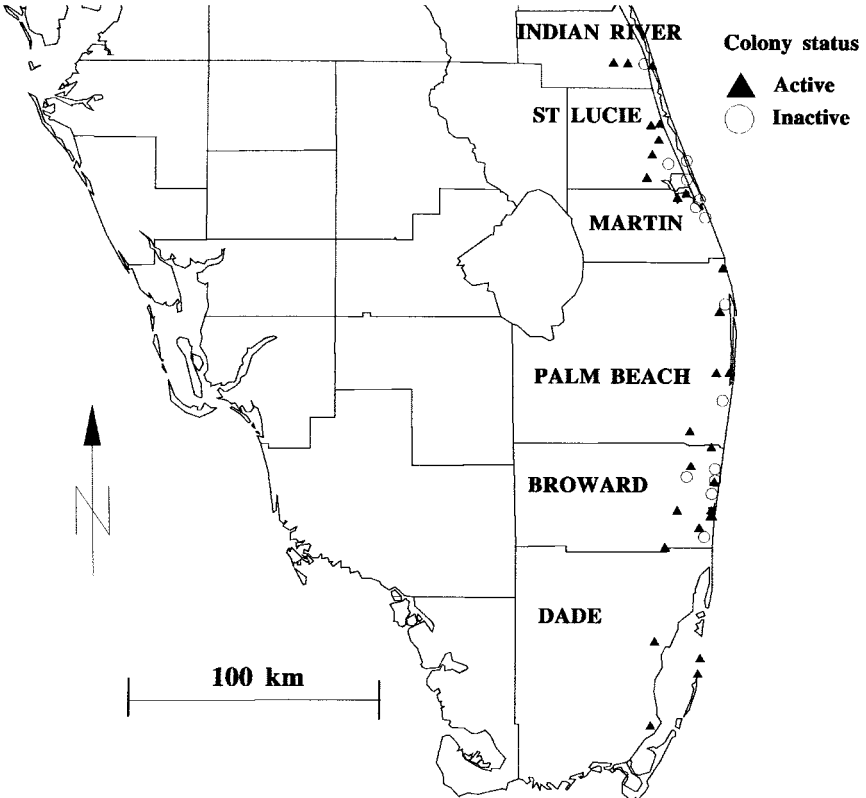 INDIAN RIVER
Colony status
Active
Inactive
ST LUCIE
MARTIN
PALM BEACH
BROWARD
N
DADE
100 km